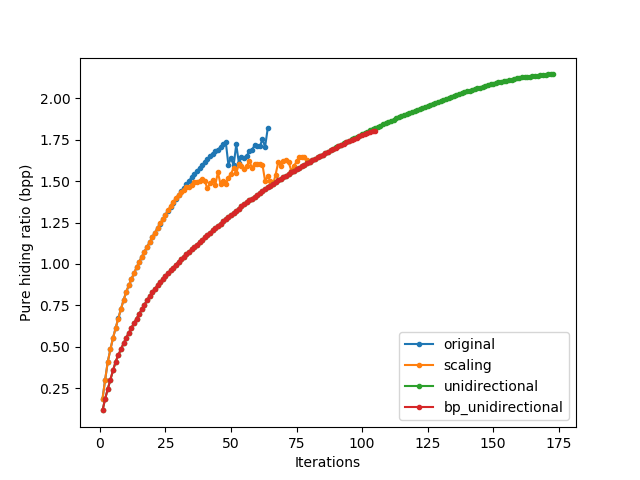 Pure hiding ratio (bpp)
2.00
1.75
1.50
1.25
1.00
0.75
0.50
0.25
0 25 50 75 100 125 150 175
Iterations
original
scaling
unidirectional
bp_unidirectional